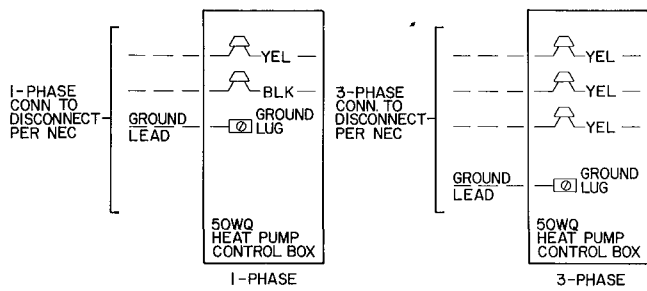 1-PHASE
CONN TO
DISCONNECT
PER NEC
YEL
BLK
GROUND
LEAD
GROUND
LUG
50WQ
HEAT PUMP
CONTROL BOX
1-PHASE
3-PHASE
CONN. TO
DISCONNECT
PER NEC
YEL
YEL
YEL
GROUND
LEAD
GROUND
LUG
50WQ
HEAT PUMP
CONTROL BOX
3-PHASE